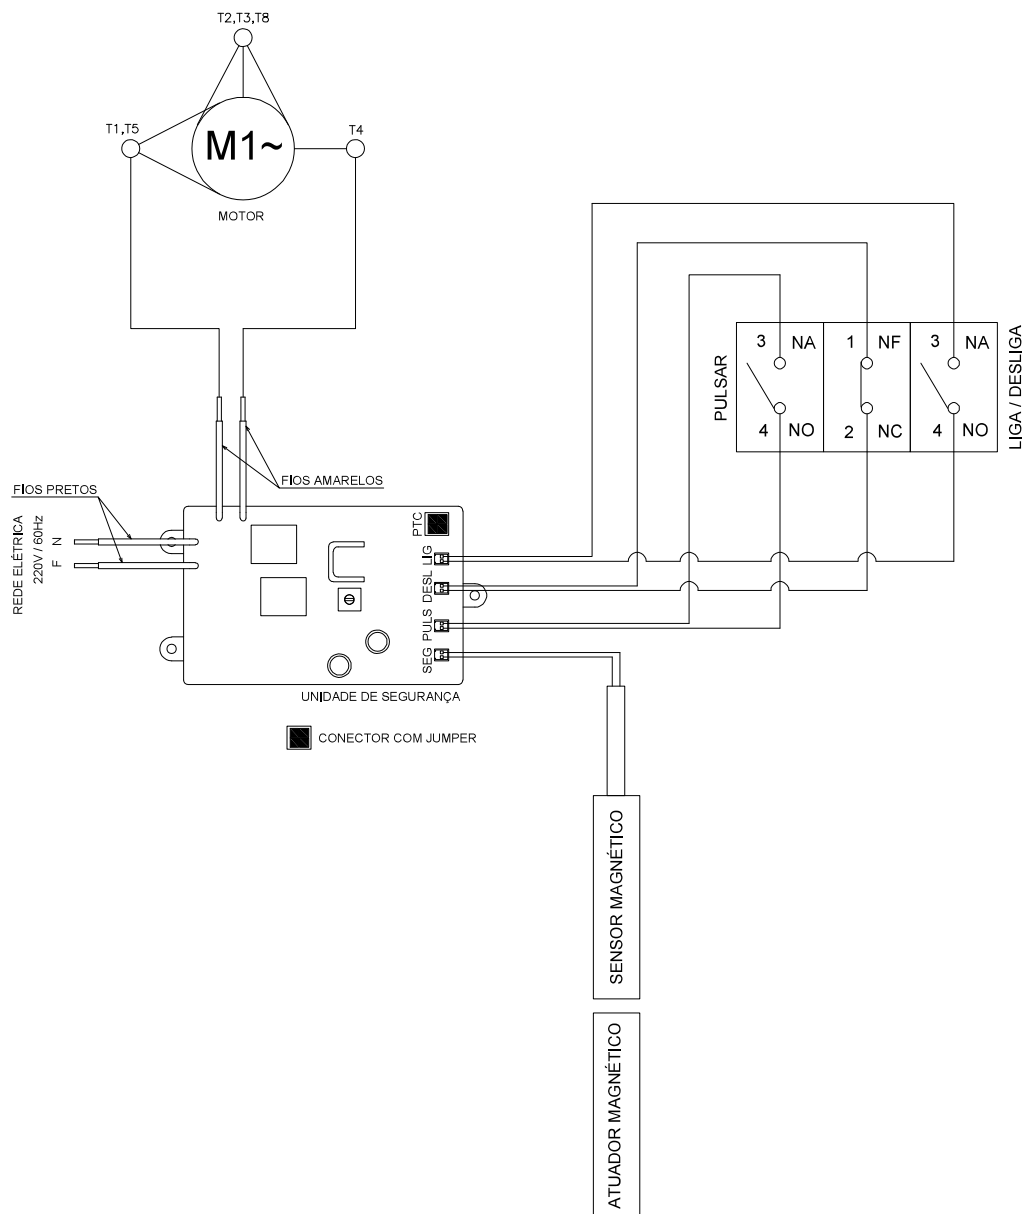 T2,T3,T8
T1,T5
M1~
T4
MOTOR
3 NA
1 NF
3 NA
PULSAR
4 NO
2 NC
4 NO
LIGA / DESLIGA
FIOS AMARELOS
FIOS PRETOS
REDE ELÉTRICA
220V / 60Hz
N
F
PTC
LIG
DESL
PULS
SEG
UNIDADE DE SEGURANÇA
CONECTOR COM JUMPER
SENSOR MAGNÉTICO
ATUADOR MAGNÉTICO